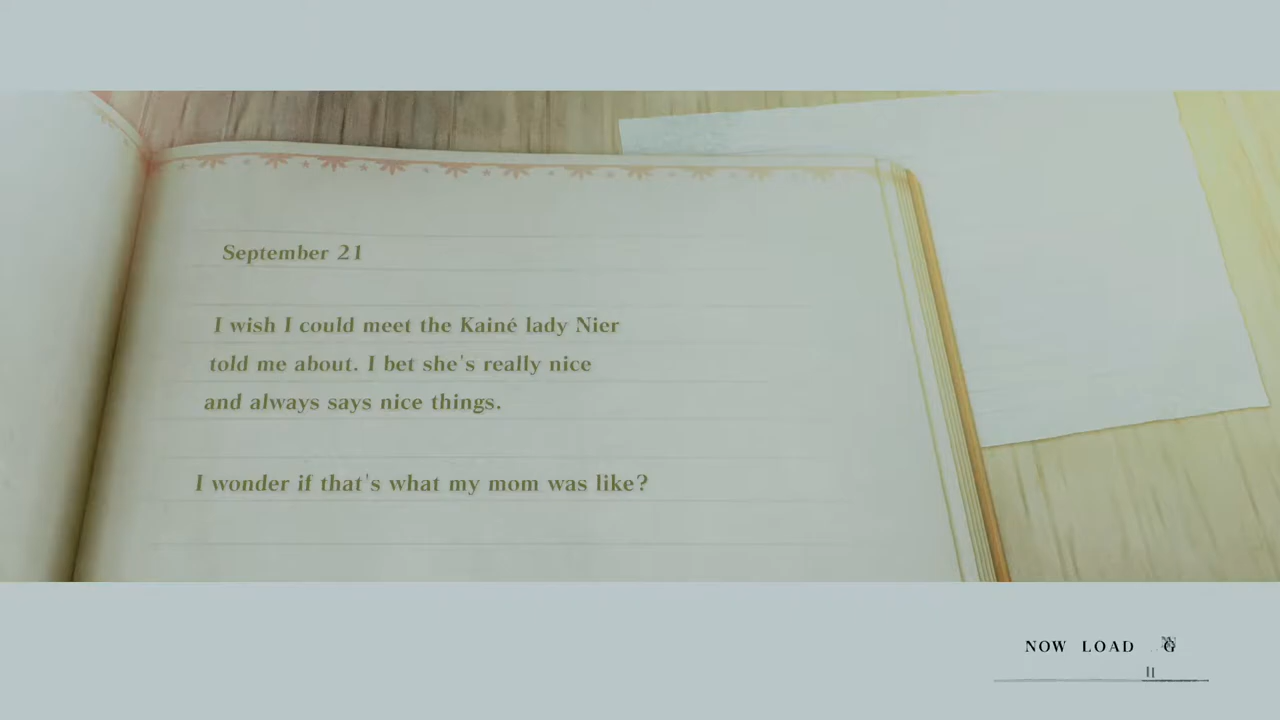 September 21
I wish I could meet the Kainé lady Nier
told me about. I bet she's really nice
and always says nice things.
I wonder if that's what my mom was like?
NOW LOAD G